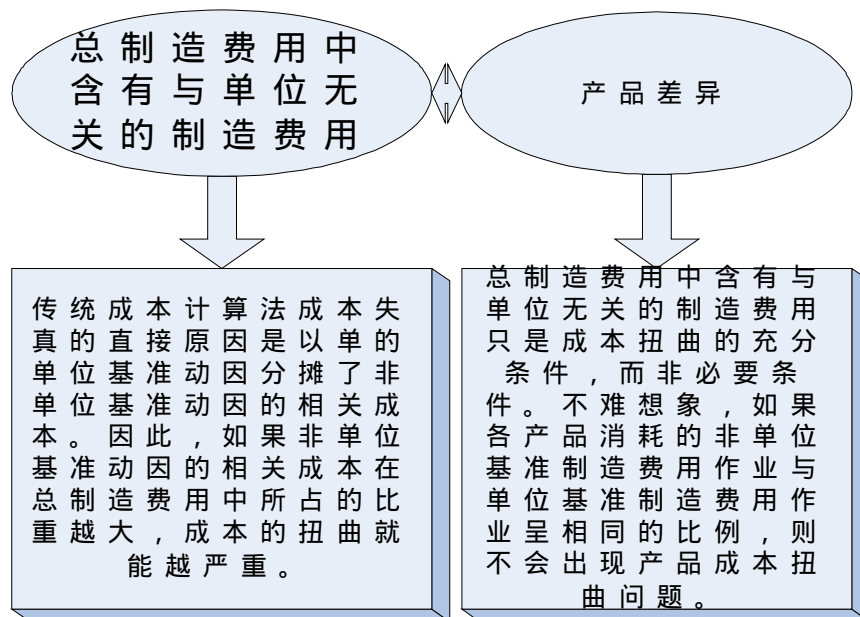 总制造费用中
含有与单位无
关的制造费用
产品差异
传统成本计算法成本失
真的直接原因是以单的
单位基准动因分摊了非
单位基准动因的相关成
本。因此，如果非单位
基准动因的相关成本在
总制造费用中所占的比
重越大，成本的扭曲就
能越严重。
总制造费用中含有与
单位无关的制造费用
只是成本扭曲的充分
条件，而非必要条
件。不难想象，如果
各产品消耗的非单位
基准制造费用作业与
单位基准制造费用作
业呈相同的比例，则
不会出现产品成本扭
曲问题。